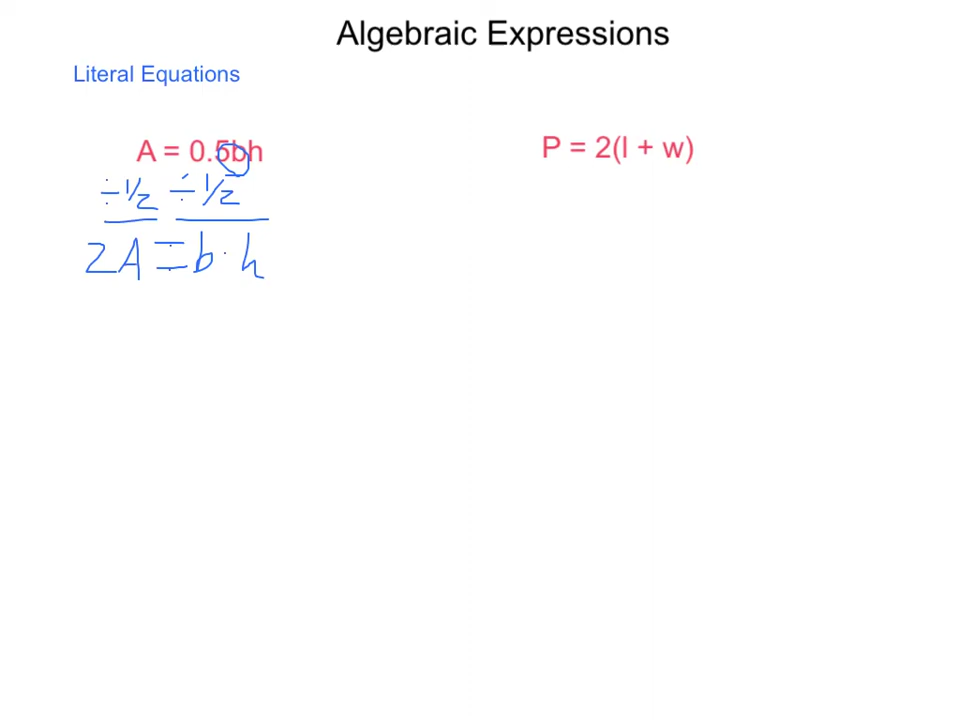 Algebraic Expressions
Literal Equations
A = 0.5bh
P = 2(l + w)
÷ 1/2 ÷ 1/2
2A = b · h